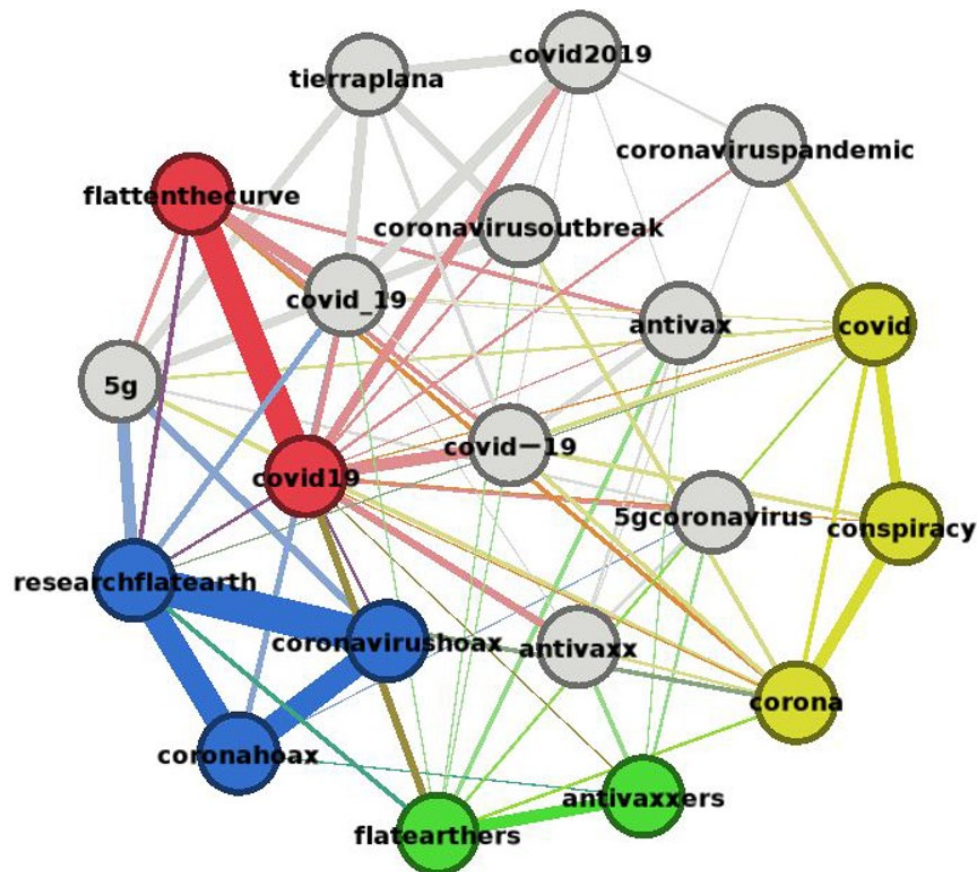 covid2019
tierraplana
coronaviruspandemic
flattenthecurve
coronavirusoutbreak
covid_19
antivax
covid
5g
covid—19
covid19
5gcoronavirus
conspiracy
researchflatearth
coronavirushoax
antivaxx
corona
coronahoax
antivaxxers
flatearthers